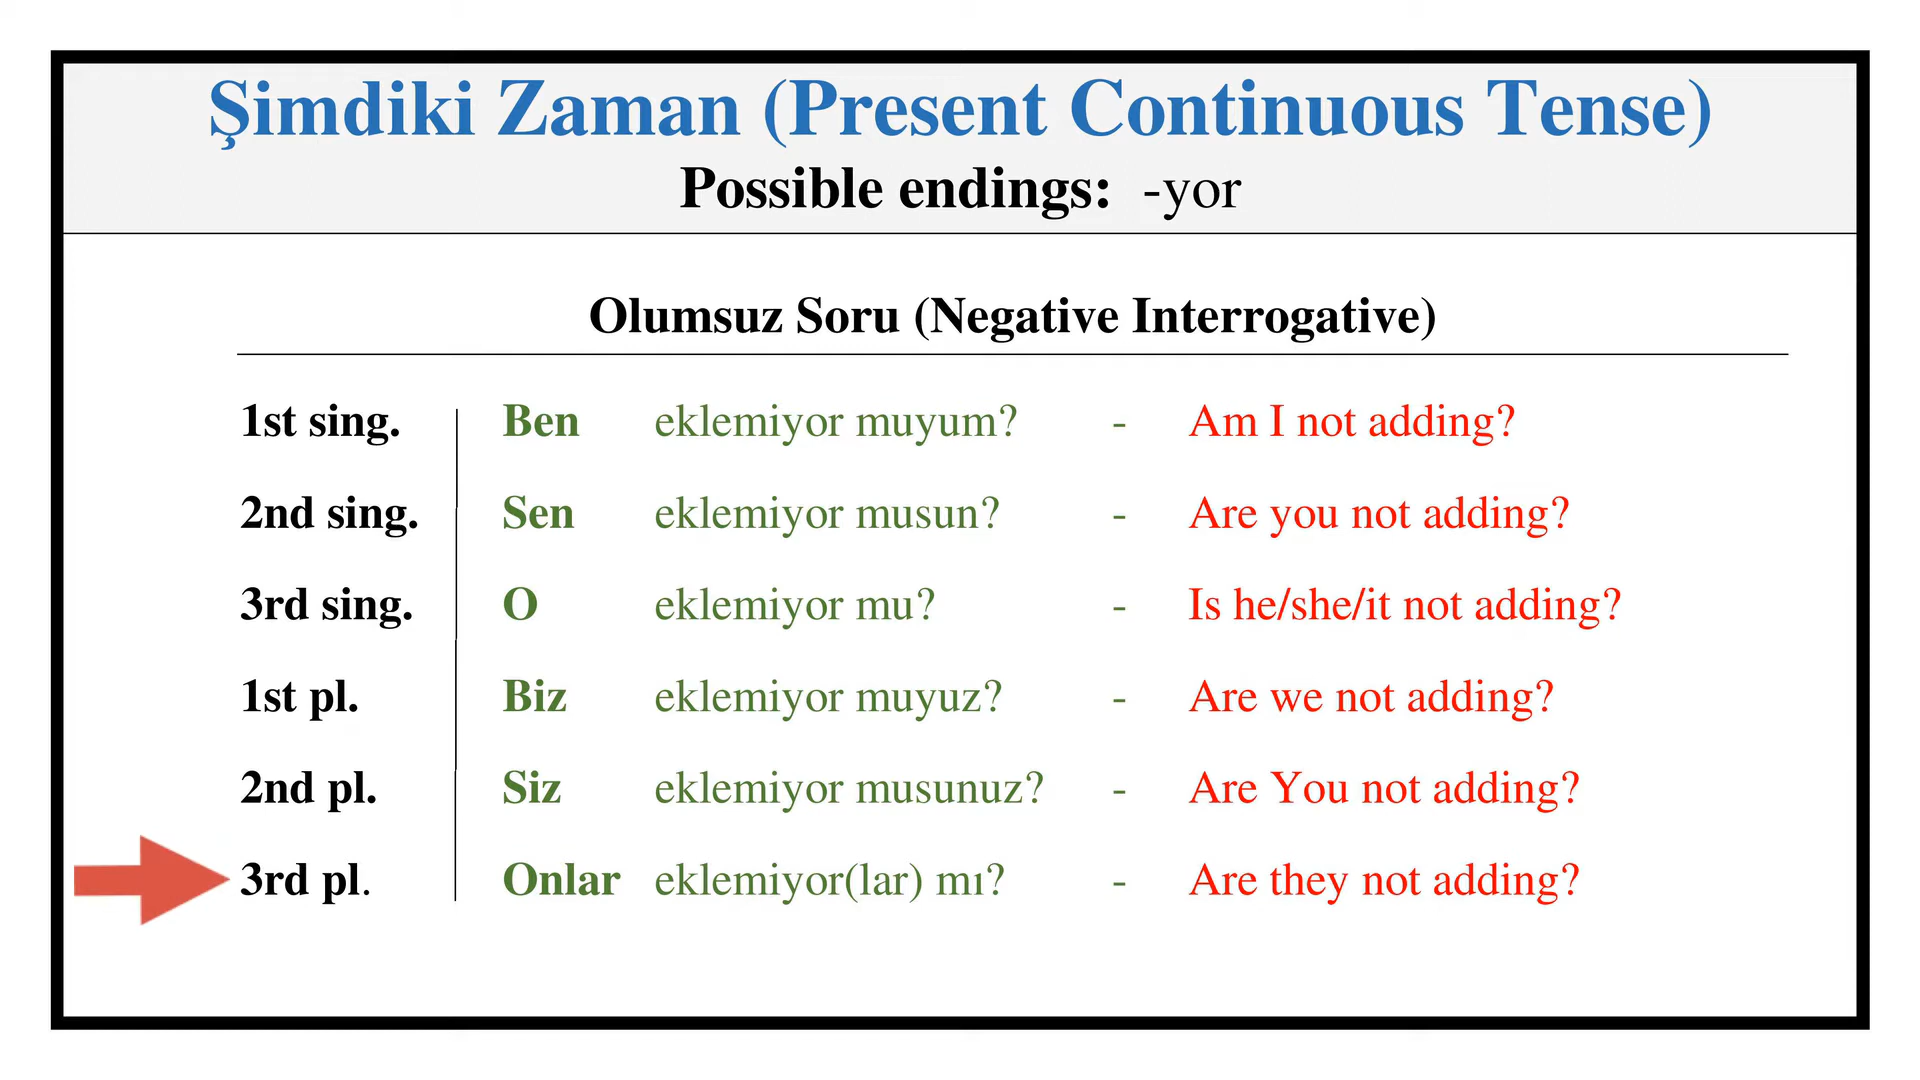 Şimdiki Zaman (Present Continuous Tense)
Possible endings: -yor
Olumsuz Soru (Negative Interrogative)
1st sing. Ben eklemiyor muyum? - Am I not adding?
2nd sing. Sen eklemiyor musun? - Are you not adding?
3rd sing. O eklemiyor mu? - Is he/she/it not adding?
1st pl. Biz eklemiyor muyuz? - Are we not adding?
2nd pl. Siz eklemiyor musunuz? - Are You not adding?
3rd pl. Onlar eklemiyor(lar) mı? - Are they not adding?